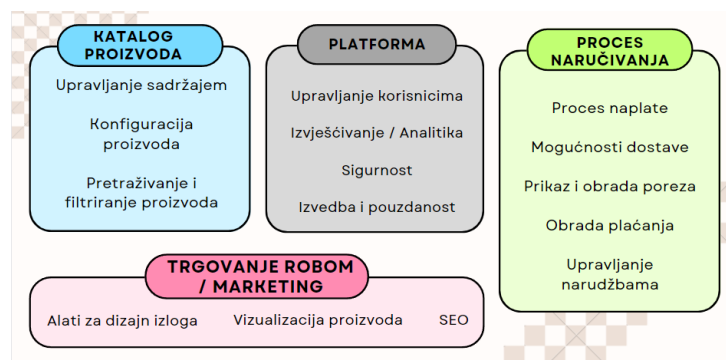 KATALOG
PROIZVODA
Upravljanje sadržajem
Konfiguracija
proizvoda
Pretraživanje i
filtriranje proizvoda
PLATFORMA
Upravljanje korisnicima
Izvješćivanje / Analitika
Sigurnost
Izvedba i pouzdanost
PROCES
NARUČIVANJA
Proces naplate
Mogućnosti dostave
Prikaz i obrada poreza
Obrada plaćanja
Upravljanje
narudžbama
TRGOVANJE ROBOM
/ MARKETING
Alati za dizajn izloga
Vizualizacija proizvoda
SEO